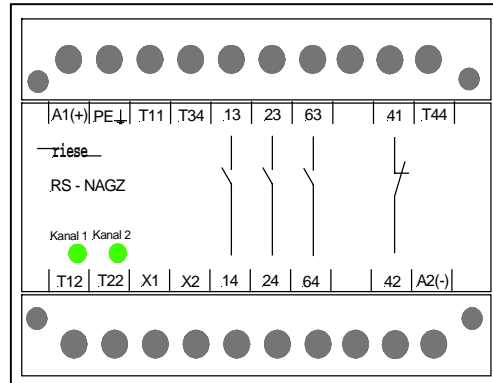 A1(+) PE T11 T34 13 23 63 41 T44
riese
RS - NAGZ
Kanal 1 Kanal 2
T12 T22 X1 X2 14 24 64 42 A2(-)